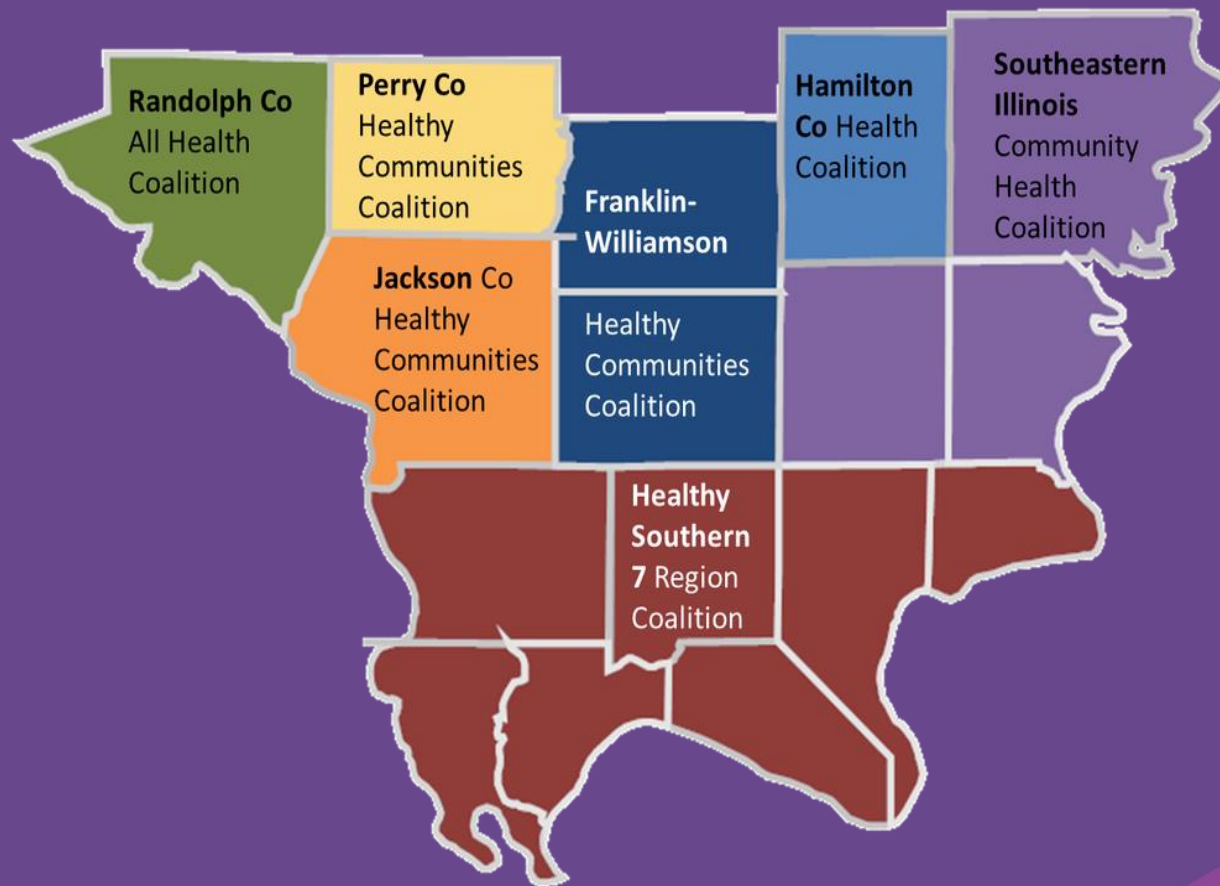 Randolph Co
All Health
Coalition
Perry Co
Healthy
Communities
Coalition
Franklin-
Williamson
Hamilton
Co Health
Coalition
Southeastern
Illinois
Community
Health
Coalition
Jackson Co
Healthy
Communities
Coalition
Healthy
Communities
Coalition
Healthy
Southern
7 Region
Coalition